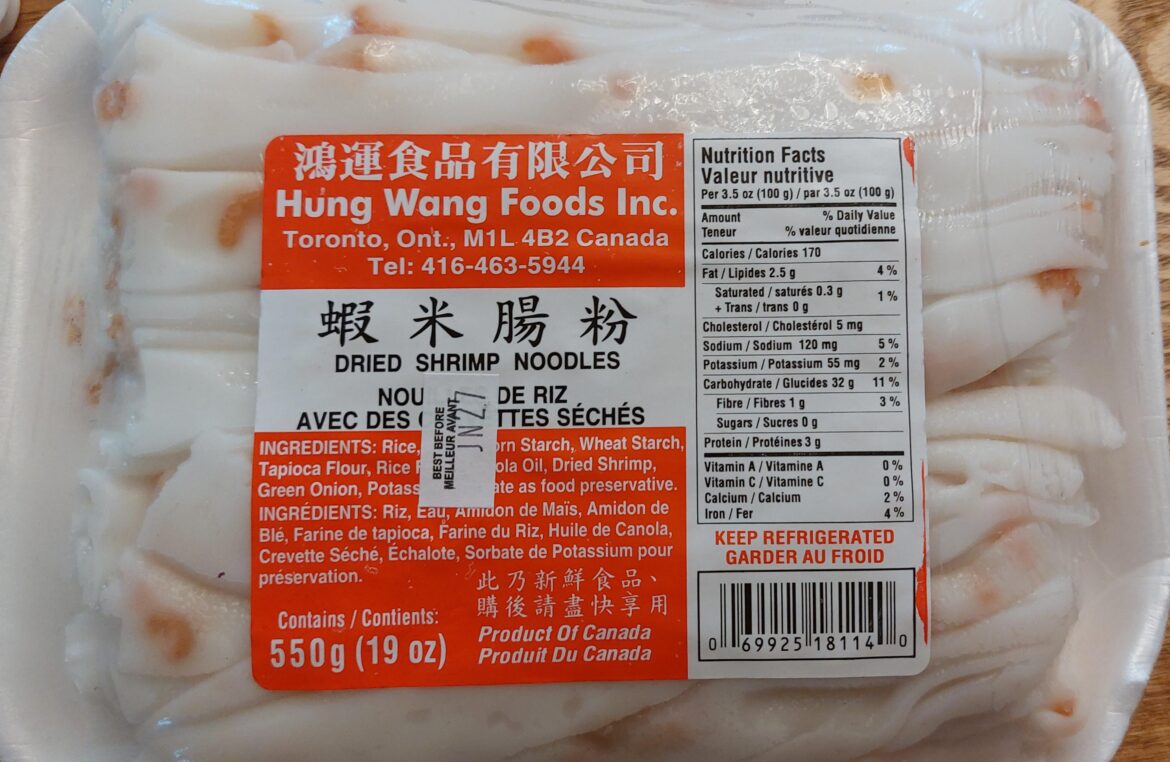 鴻運食品有限公司
Hung Wang Foods Inc.
Toronto, Ont., M1L 4B2 Canada
Tel: 416-463-5944
蝦米腸粉
DRIED SHRIMP NOODLES
NOU DE RIZ
AVEC DES TTES SÉCHÉS
BEST BEFORE
MEILLEUR AVANT
JN27
INGREDIENTS: Rice, orn Starch, Wheat Starch,
Tapioca Flour, Rice ola Oil, Dried Shrimp,
Green Onion, Potass ate as food preservative.
INGRÉDIENTS: Riz, Eau, Amidon de Maïs, Amidon de
Blé, Farine de tapioca, Farine du Riz, Huile de Canola,
Crevette Séché, Échalote, Sorbate de Potassium pour
préservation.
此乃新鮮食品、
購後請盡快享用
Contains / Contients:
550g (19 oz)
Product Of Canada
Produit Du Canada
Nutrition Facts
Valeur nutritive
Per 3.5 oz (100 g) / par 3.5 oz (100 g)
Amount % Daily Value
Teneur % valeur quotidienne
Calories / Calories 170
Fat / Lipides 2.5 g 4 %
Saturated / saturés 0.3 g 1 %
+ Trans / trans 0 g
Cholesterol / Cholestérol 5 mg
Sodium / Sodium 120 mg 5 %
Potassium / Potassium 55 mg 2 %
Carbohydrate / Glucides 32 g 11 %
Fibre / Fibres 1 g 3 %
Sugars / Sucres 0 g
Protein / Protéines 3 g
Vitamin A / Vitamine A 0 %
Vitamin C / Vitamine C 0 %
Calcium / Calcium 2 %
Iron / Fer 4 %
KEEP REFRIGERATED
GARDER AU FROID
0 69925 18114 0